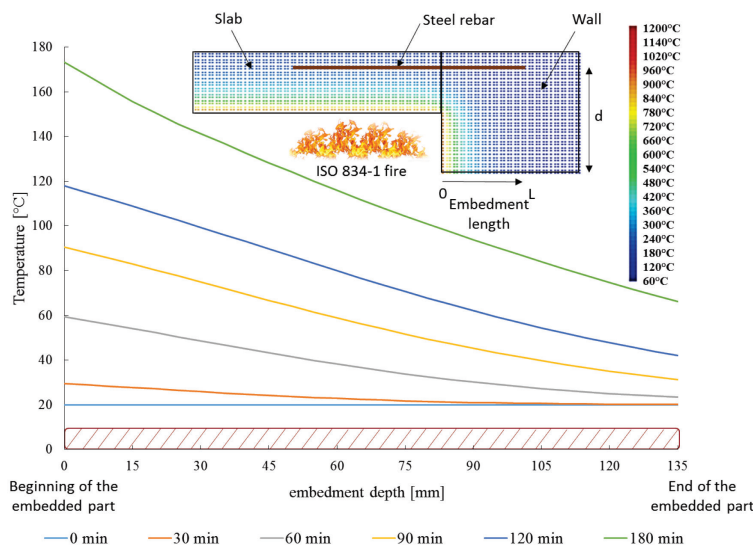 Slab
Steel rebar
Wall
d
ISO 834-1 fire
0
L
Embedment
length
1200°C
1140°C
1020°C
960°C
900°C
840°C
780°C
720°C
660°C
600°C
540°C
480°C
420°C
360°C
300°C
240°C
180°C
120°C
60°C
Temperature [°C]
180
160
140
120
100
80
60
40
20
0
0 15 30 45 60 75 90 105 120 135
Beginning of the
embedded part
embedment depth [mm]
End of the
embedded part
0 min 30 min 60 min 90 min 120 min 180 min